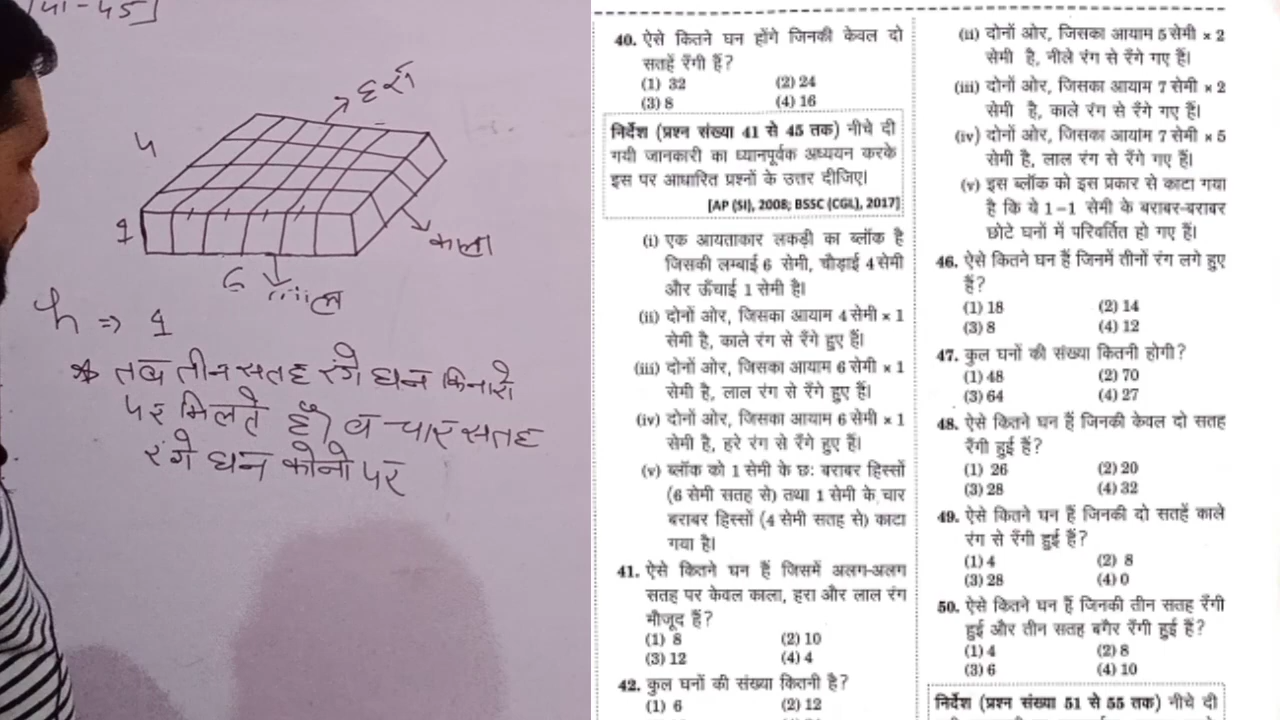 [41-45]
हरा
4
1
काला
6
h => 1
* तब तीन सतह रंगे घन किनारो
पर मिलते हैं। व चार सतह
रंगे घन कोनो पर
40. ऐसे कितने घन होंगे जिनकी केवल दो
सतहें रँगी हैं?
(1) 32 (2) 24
(3) 8 (4) 16
निर्देश (प्रश्न संख्या 41 से 45 तक) नीचे दी
गयी जानकारी का ध्यानपूर्वक अध्ययन करके
इस पर आधारित प्रश्नों के उत्तर दीजिए।
[AP (SI), 2008; BSSC (CGL), 2017]
(i) एक आयताकार लकड़ी का ब्लॉक है
जिसकी लम्बाई 6 सेमी, चौड़ाई 4 सेमी
और ऊँचाई 1 सेमी है।
(ii) दोनों ओर, जिसका आयाम 4 सेमी × 1
सेमी है, काले रंग से रँगे हुए हैं।
(iii) दोनों ओर, जिसका आयाम 6 सेमी × 1
सेमी है, लाल रंग से रँगे हुए हैं।
(iv) दोनों ओर, जिसका आयाम 6 सेमी × 1
सेमी है, हरे रंग से रँगे हुए हैं।
(v) ब्लॉक को 1 सेमी के छः बराबर हिस्सों
(6 सेमी सतह से) तथा 1 सेमी के चार
बराबर हिस्सों (4 सेमी सतह से) काटा
गया है।
41. ऐसे कितने घन हैं जिसमें अलग-अलग
सतह पर केवल काला, हरा और लाल रंग
मौजूद हैं?
(1) 8 (2) 10
(3) 12 (4) 4
42. कुल घनों की संख्या कितनी है?
(1) 6 (2) 12
(ii) दोनों ओर, जिसका आयाम 5 सेमी × 2
सेमी है, नीले रंग से रँगे गए हैं।
(iii) दोनों ओर, जिसका आयाम 7 सेमी × 2
सेमी है, काले रंग से रँगे गए हैं।
(iv) दोनों ओर, जिसका आयाम 7 सेमी × 5
सेमी है, लाल रंग से रँगे गए हैं।
(v) इस ब्लॉक को इस प्रकार से काटा गया
है कि ये 1-1 सेमी के बराबर-बराबर
छोटे घनों में परिवर्तित हो गए हैं।
46. ऐसे कितने घन हैं जिनमें तीनों रंग लगे हुए
हैं?
(1) 18 (2) 14
(3) 8 (4) 12
47. कुल घनों की संख्या कितनी होगी?
(1) 48 (2) 70
(3) 64 (4) 27
48. ऐसे कितने घन हैं जिनकी केवल दो सतह
रँगी हुई हैं?
(1) 26 (2) 20
(3) 28 (4) 32
49. ऐसे कितने घन हैं जिनकी दो सतहें काले
रंग से रँगी हुई हैं?
(1) 4 (2) 8
(3) 28 (4) 0
50. ऐसे कितने घन हैं जिनकी तीन सतह रँगी
हुई और तीन सतह बगैर रँगी हुई हैं?
(1) 4 (2) 8
(3) 6 (4) 10
निर्देश (प्रश्न संख्या 51 से 55 तक) नीचे दी